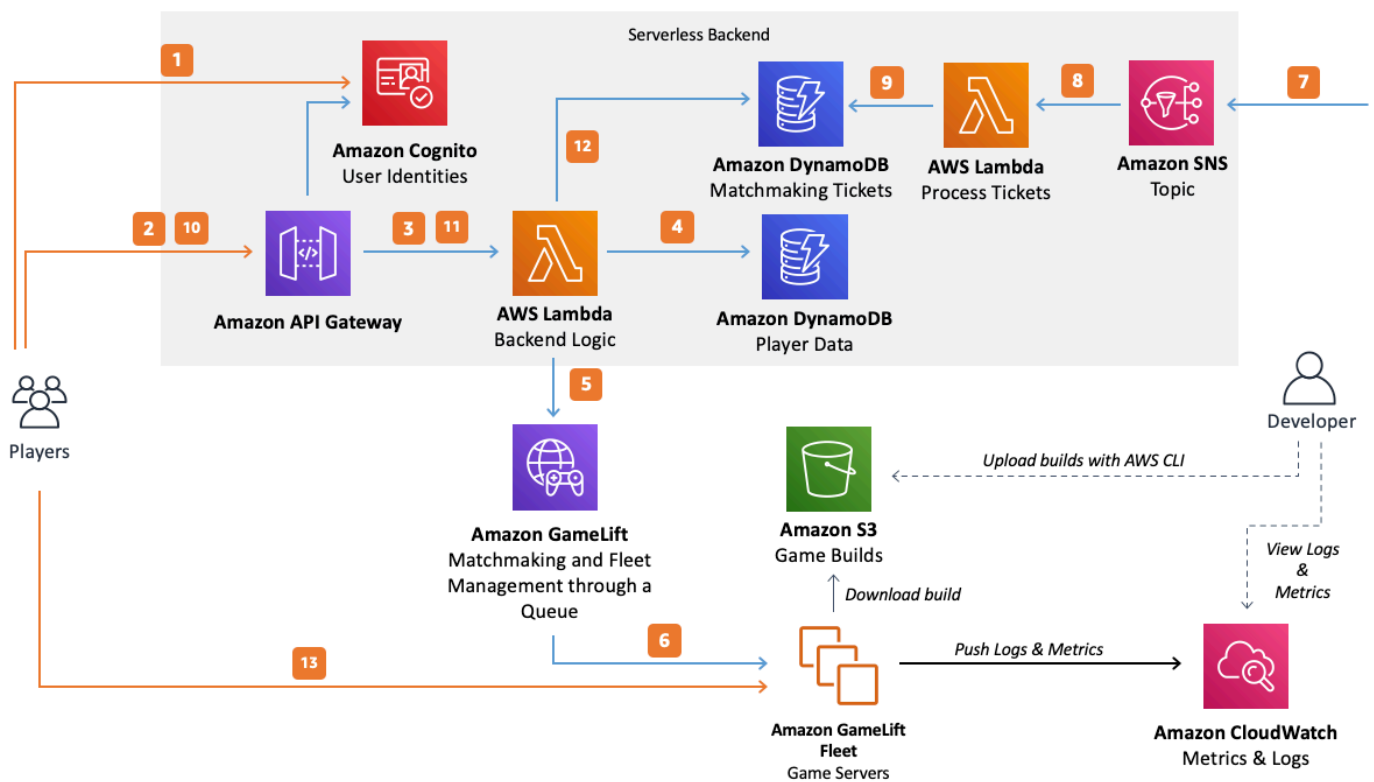 Serverless Backend
1
Amazon Cognito
User Identities
12
9
8
7
Amazon DynamoDB
Matchmaking Tickets
AWS Lambda
Process Tickets
Amazon SNS
Topic
2
10
3
11
4
Amazon API Gateway
AWS Lambda
Backend Logic
Amazon DynamoDB
Player Data
5
Players
Developer
Upload builds with AWS CLI
Amazon GameLift
Matchmaking and Fleet
Management through a
Queue
Amazon S3
Game Builds
Download build
View Logs
&
Metrics
6
13
Push Logs & Metrics
Amazon GameLift
Fleet
Game Servers
Amazon CloudWatch
Metrics & Logs